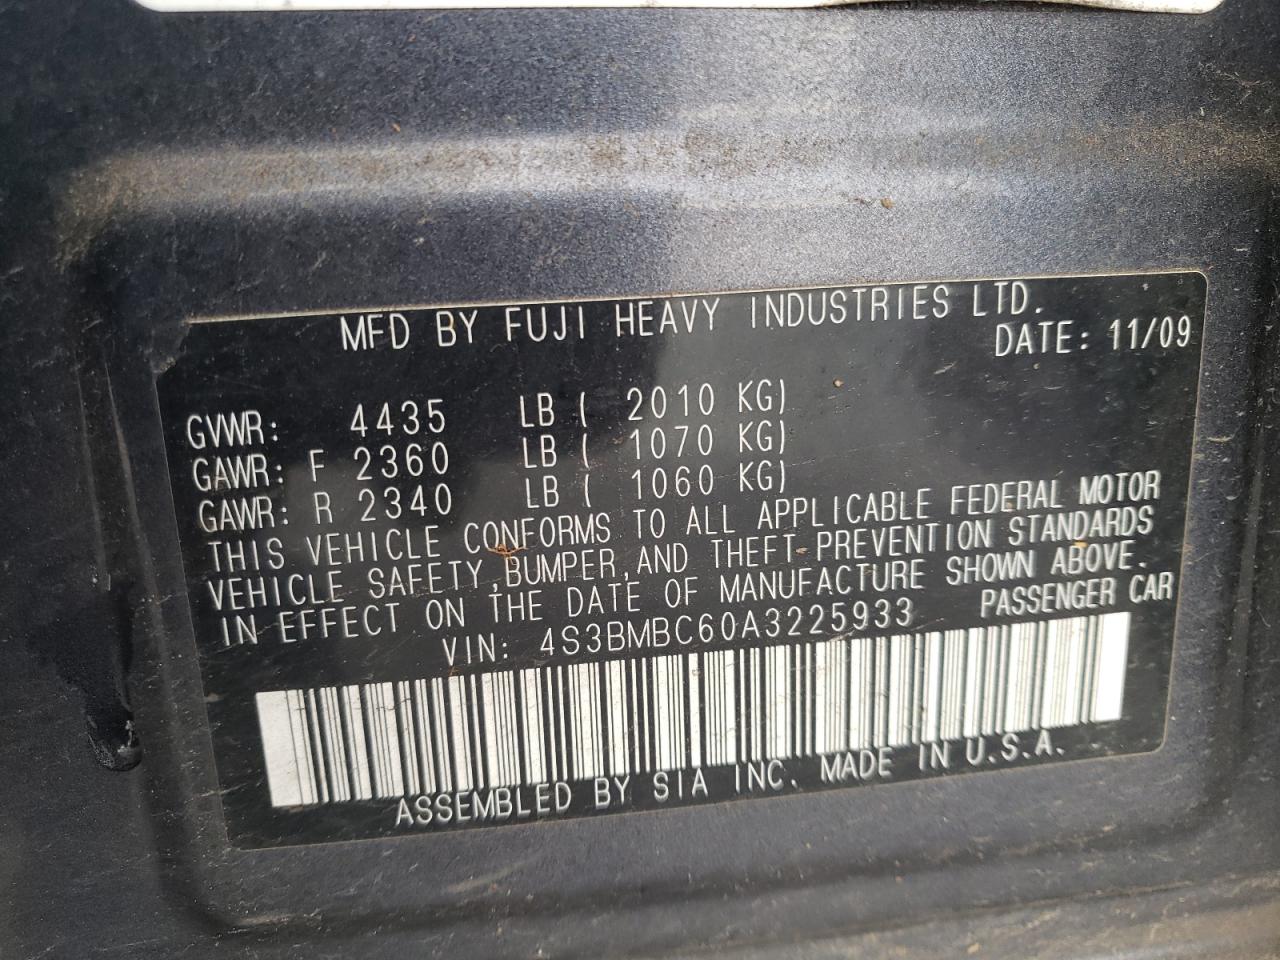 MFD BY FUJI HEAVY INDUSTRIES LTD.
DATE: 11/09
GVWR: 4435 LB ( 2010 KG)
GAWR: F 2360 LB ( 1070 KG)
GAWR: R 2340 LB ( 1060 KG)
THIS VEHICLE CONFORMS TO ALL APPLICABLE FEDERAL MOTOR
VEHICLE SAFETY,BUMPER,AND THEFT PREVENTION STANDARDS
IN EFFECT ON THE DATE OF MANUFACTURE SHOWN ABOVE.
VIN: 4S3BMBC60A3225933 PASSENGER CAR
ASSEMBLED BY SIA INC. MADE IN U.S.A.